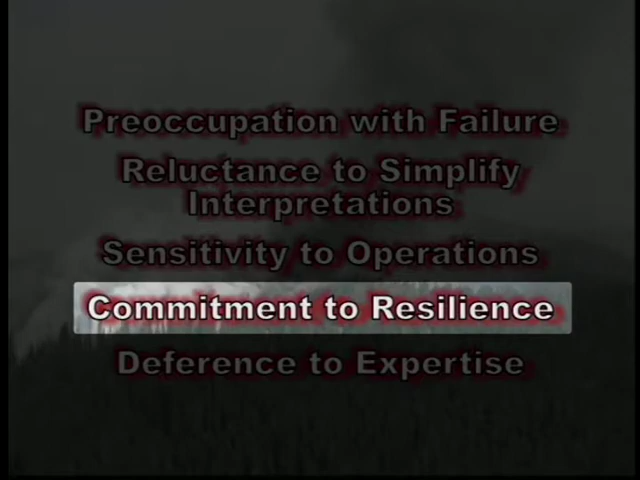 Preoccupation with Failure
Reluctance to Simplify
Interpretations
Sensitivity to Operations
Commitment to Resilience
Deference to Expertise